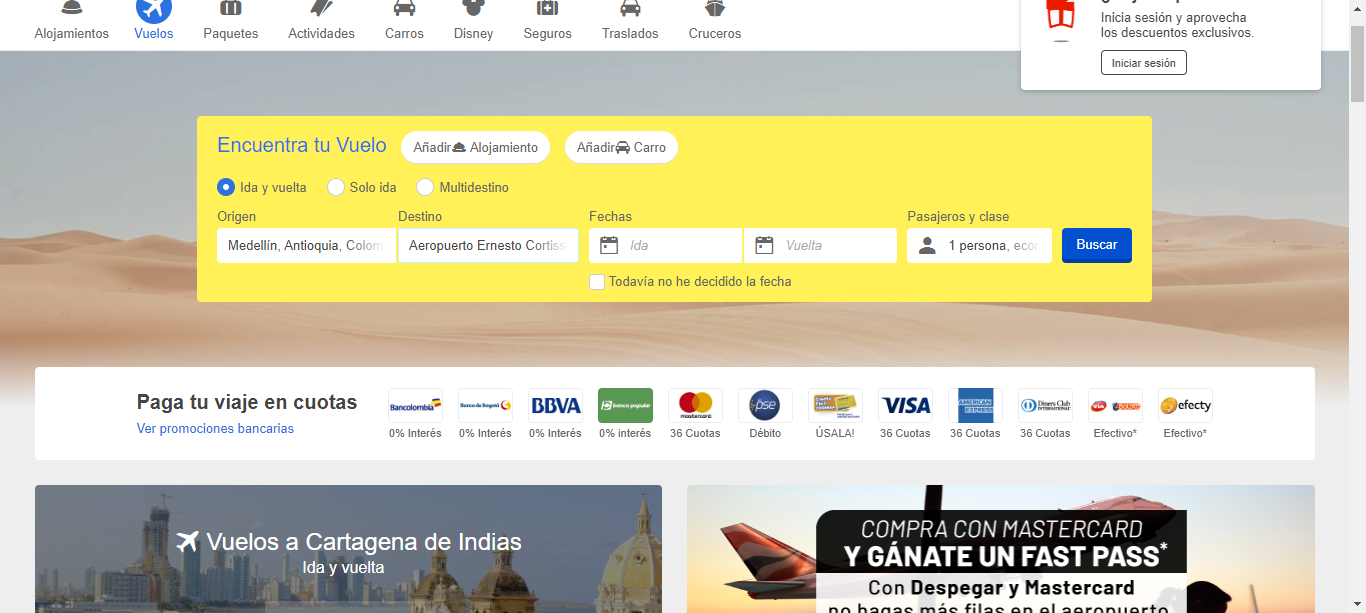 Inicia sesión y aprovecha
los descuentos exclusivos.
Iniciar sesión
Alojamientos
Vuelos
Paquetes
Actividades
Carros
Disney
Seguros
Traslados
Cruceros
Encuentra tu Vuelo
Añadir Alojamiento
Añadir Carro
Ida y vuelta
Solo ida
Multidestino
Origen
Destino
Fechas
Pasajeros y clase
Medellín, Antioquia, Colom
Aeropuerto Ernesto Cortiss
Ida
Vuelta
1 persona, econ
Buscar
Todavía no he decidido la fecha
Paga tu viaje en cuotas
Ver promociones bancarias
Bancolombia
0% Interés
Banco de Bogotá
0% Interés
BBVA
0% Interés
banco popular
0% interés
mastercard
36 Cuotas
pse
Débito
ÚSALA!
VISA
36 Cuotas
AMERICAN EXPRESS
36 Cuotas
Diners Club
INTERNATIONAL
36 Cuotas
via
Efectivo*
efecty
Efectivo*
Vuelos a Cartagena de Indias
Ida y vuelta
COMPRA CON MASTERCARD
Y GÁNATE UN FAST PASS*
Con Despegar y Mastercard
no hagas más filas en el aeropuerto